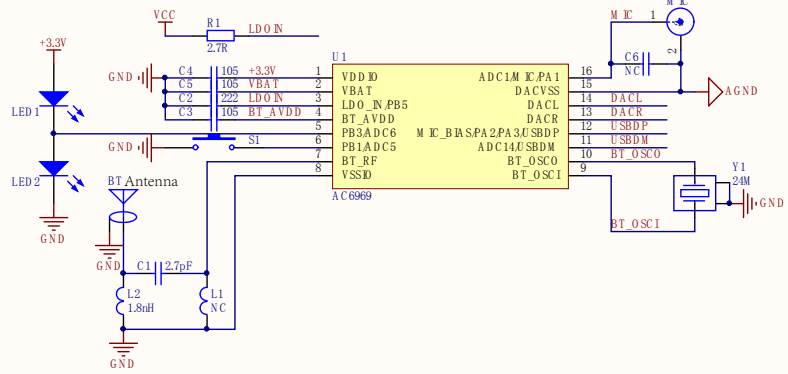 VCC
R1
LDOIN
2.7R
MIC
MIC
1
2
+3.3V
U1
C6
NC
GND
C4
105
+3.3V
1
VDDIO
ADC1/MIC/PA1
16
C5
105
VBAT
2
VBAT
DACVSS
15
AGND
C2
222
LDOIN
3
LDO_IN/PB5
DACL
14
DACL
C3
105
BT_AVDD
4
BT_AVDD
DACR
13
DACR
LED1
5
PB3/ADC6
MIC_BIAS/PA2/PA3/USBDP
12
USBDP
GND
S1
6
PB1/ADC5
ADC14/USBDM
11
USBDM
7
BT_RF
BT_OSCO
10
BT_OSCO
8
VSSIO
BT_OSCI
9
LED2
BT Antenna
AC6969
Y1
24M
GND
GND
BT_OSCI
GND
C1
2.7pF
L2
1.8nH
L1
NC
GND